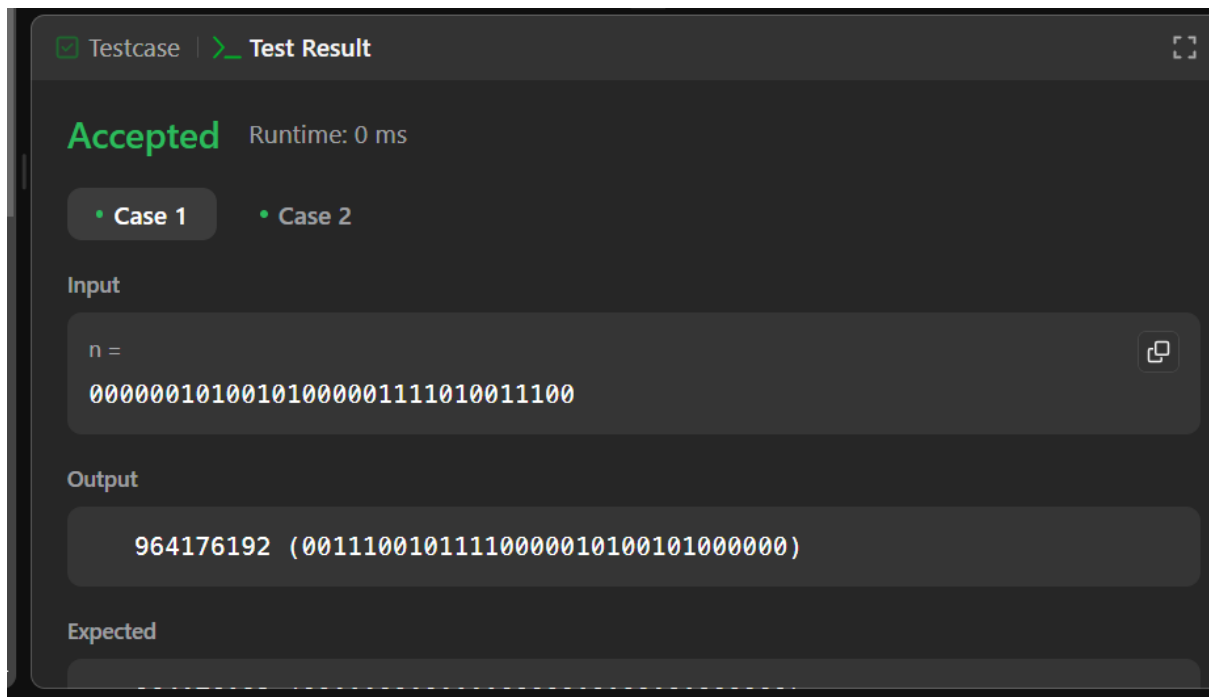 Testcase Test Result
Accepted Runtime: 0 ms
• Case 1 • Case 2
Input
n =
00000010100101000001111010011100
Output
964176192 (00111001011110000010100101000000)
Expected